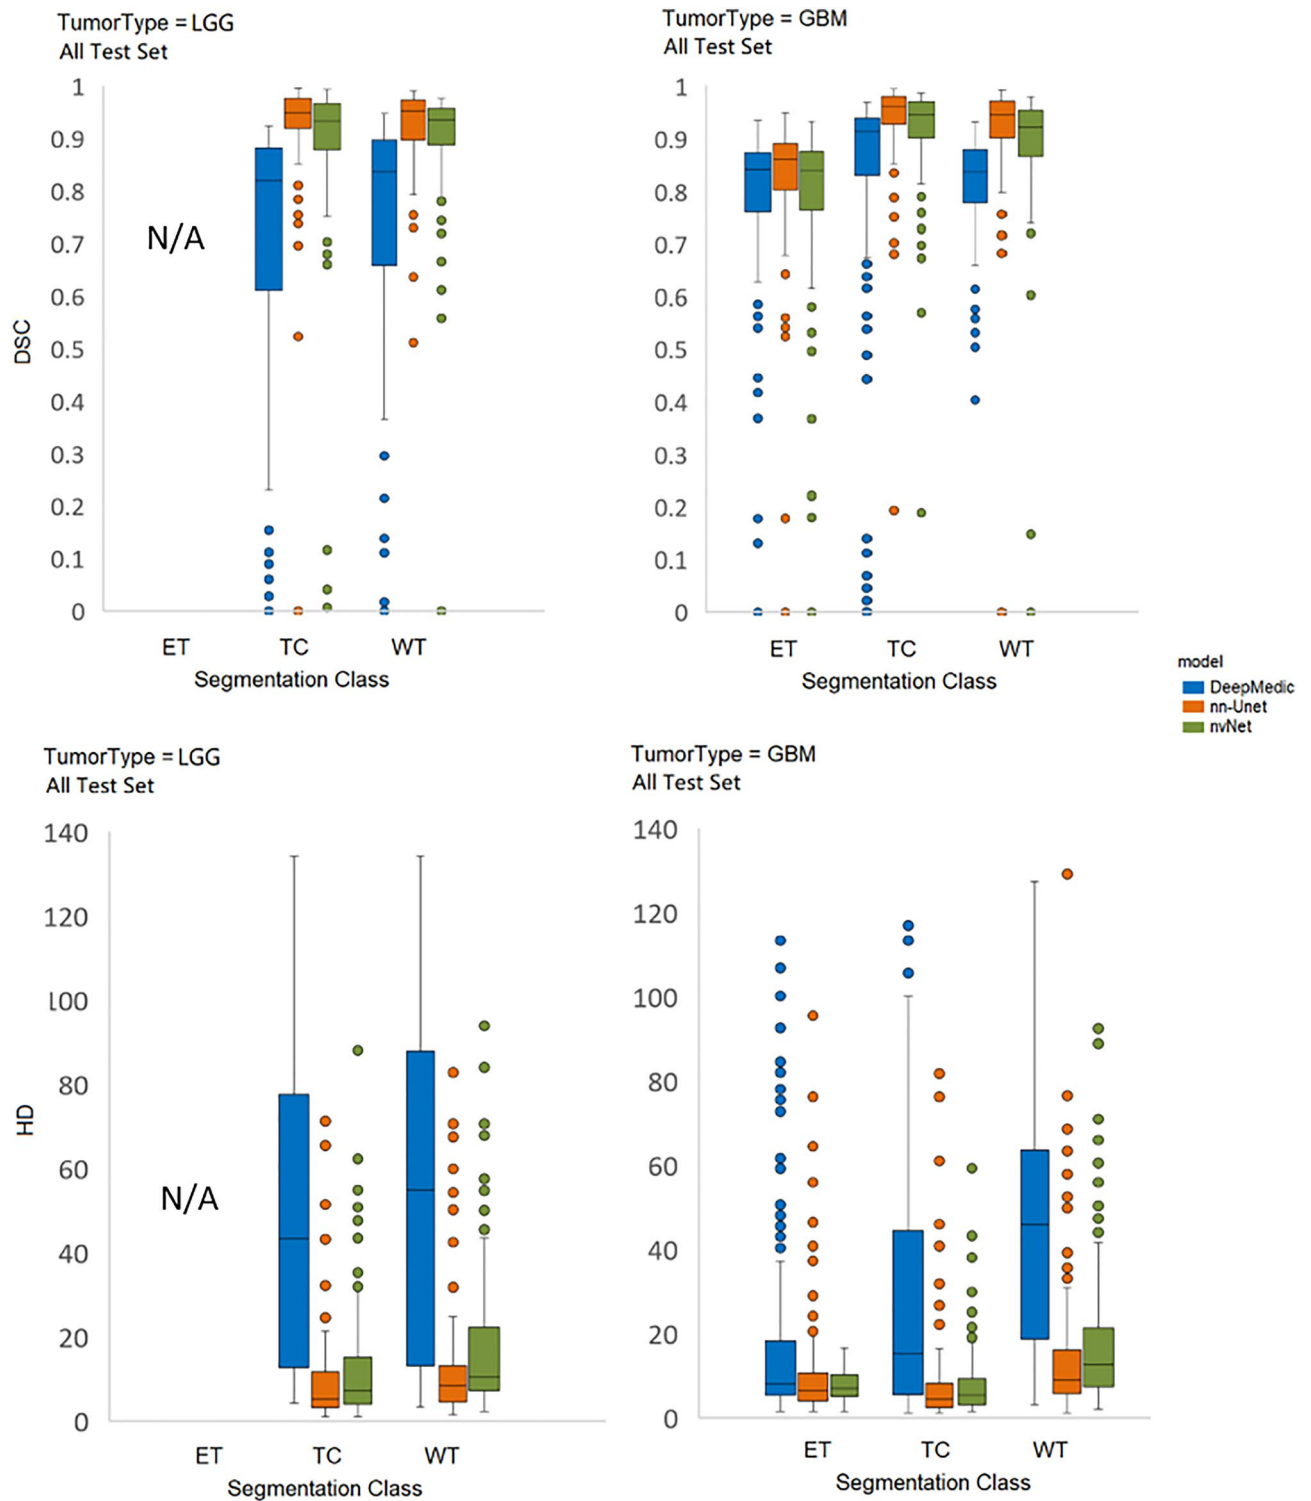 TumorType = LGG
All Test Set
1
0.9
0.8
0.7
0.6
0.5
0.4
0.3
0.2
0.1
0
DSC
N/A
ET TC WT
Segmentation Class
TumorType = GBM
All Test Set
1
0.9
0.8
0.7
0.6
0.5
0.4
0.3
0.2
0.1
0
ET TC WT
Segmentation Class
model
DeepMedic
nn-Unet
nvNet
TumorType = LGG
All Test Set
140
120
100
80
60
40
20
0
HD
N/A
ET TC WT
Segmentation Class
TumorType = GBM
All Test Set
140
120
100
80
60
40
20
0
ET TC WT
Segmentation Class